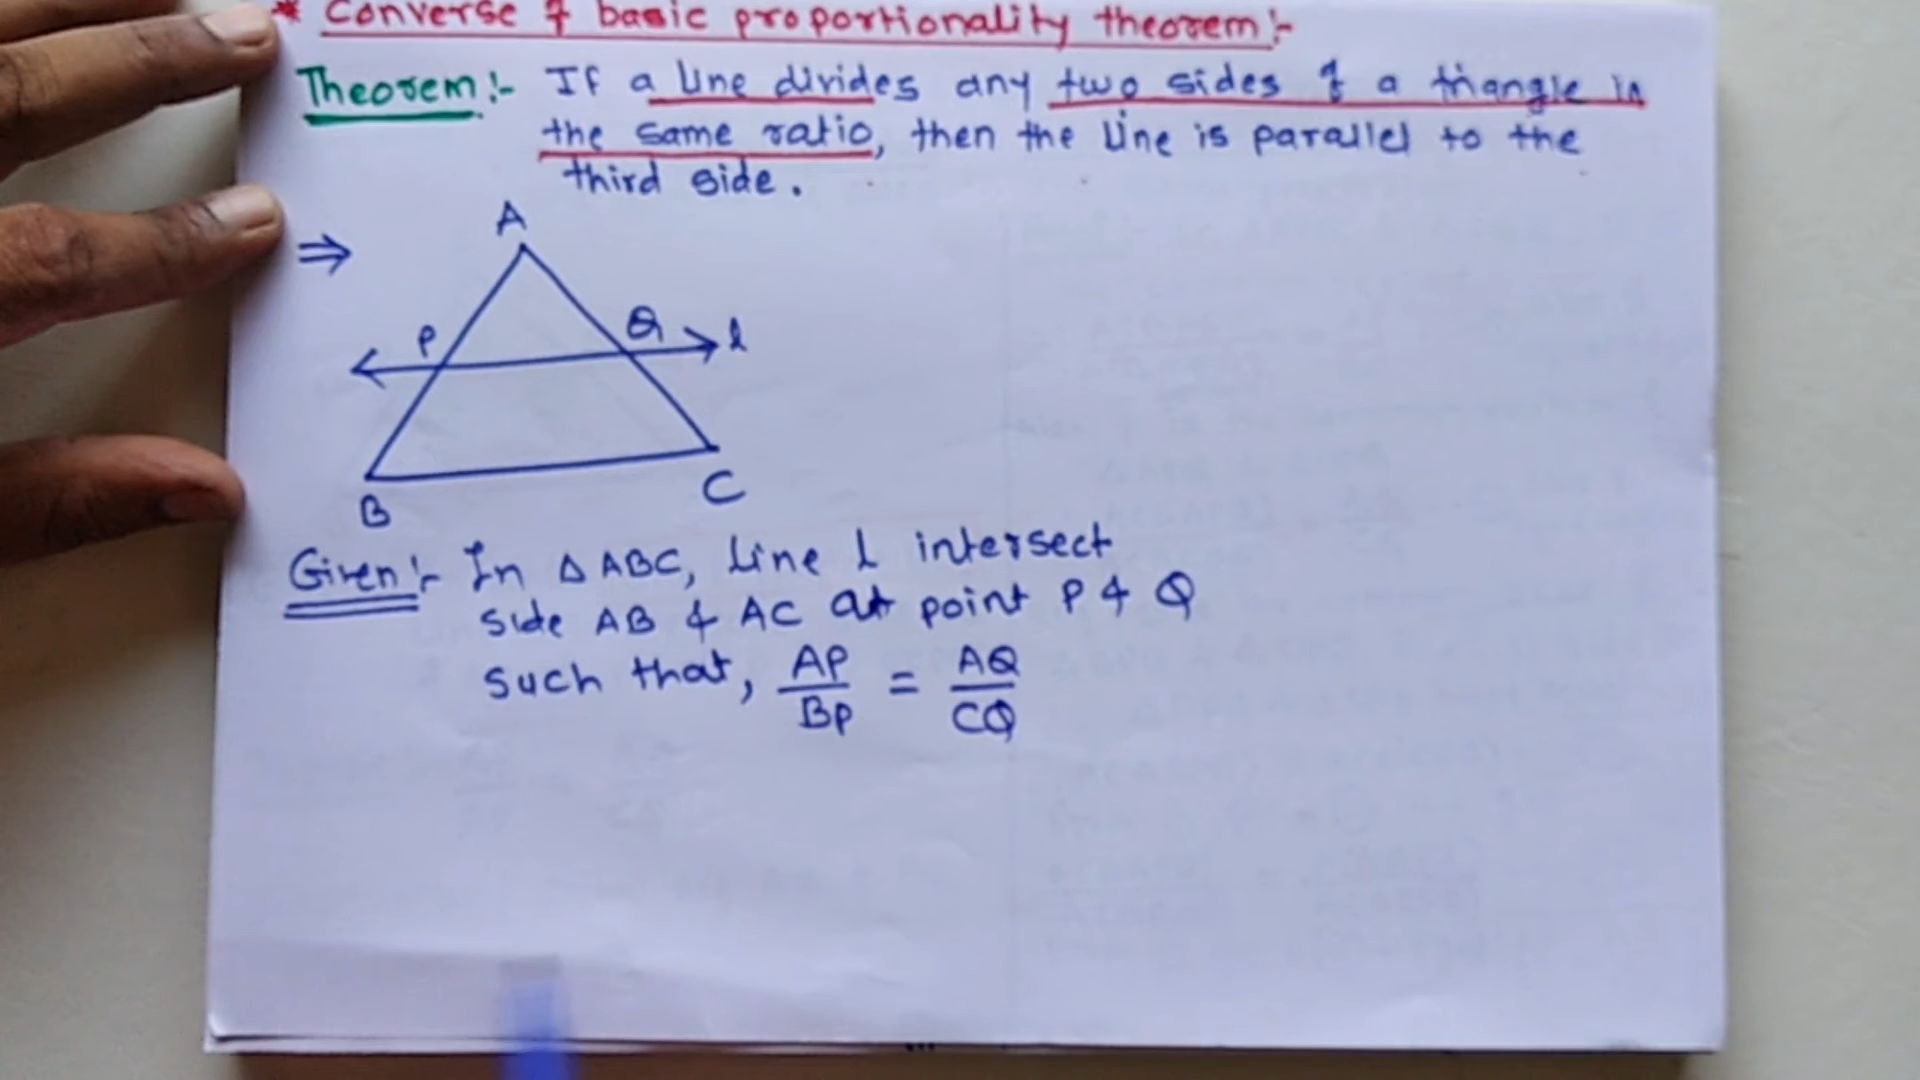 * Converse of basic proportionality theorem:-
Theorem:- If a line divides any two sides of a triangle in
the same ratio, then the line is parallel to the
third side.
⇒
A
P
Q
l
B
C
Given:- In △ ABC, Line l intersect
side AB & AC at point P & Q
such that, AP/BP = AQ/CQ